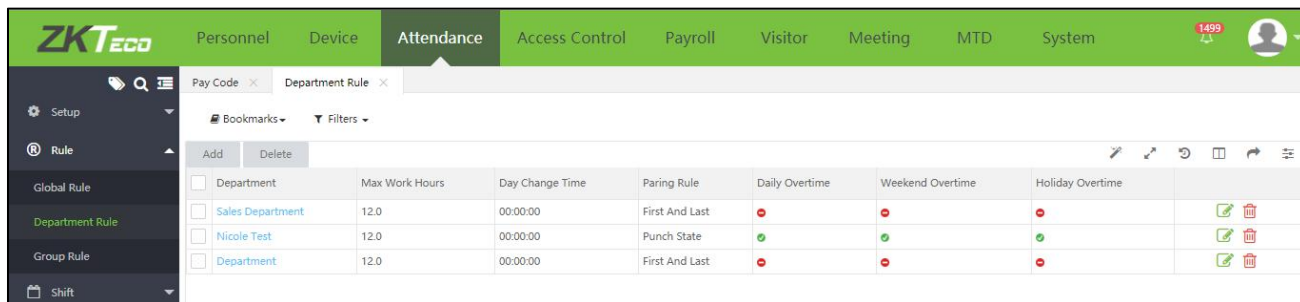 ZKTECO Personnel Device Attendance Access Control Payroll Visitor Meeting MTD System 1499
Pay Code Department Rule
Setup
Bookmarks Filters
Rule
Add Delete
Global Rule
Department Max Work Hours Day Change Time Paring Rule Daily Overtime Weekend Overtime Holiday Overtime
Department Rule
Sales Department 12.0 00:00:00 First And Last
Nicole Test 12.0 00:00:00 Punch State
Group Rule
Department 12.0 00:00:00 First And Last
Shift